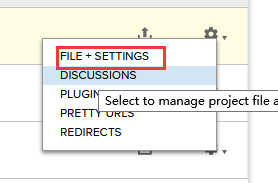 FILE + SETTINGS
DISCUSSIONS
PLUGIN
Select to manage project file a
PRETTY URLS
REDIRECTS